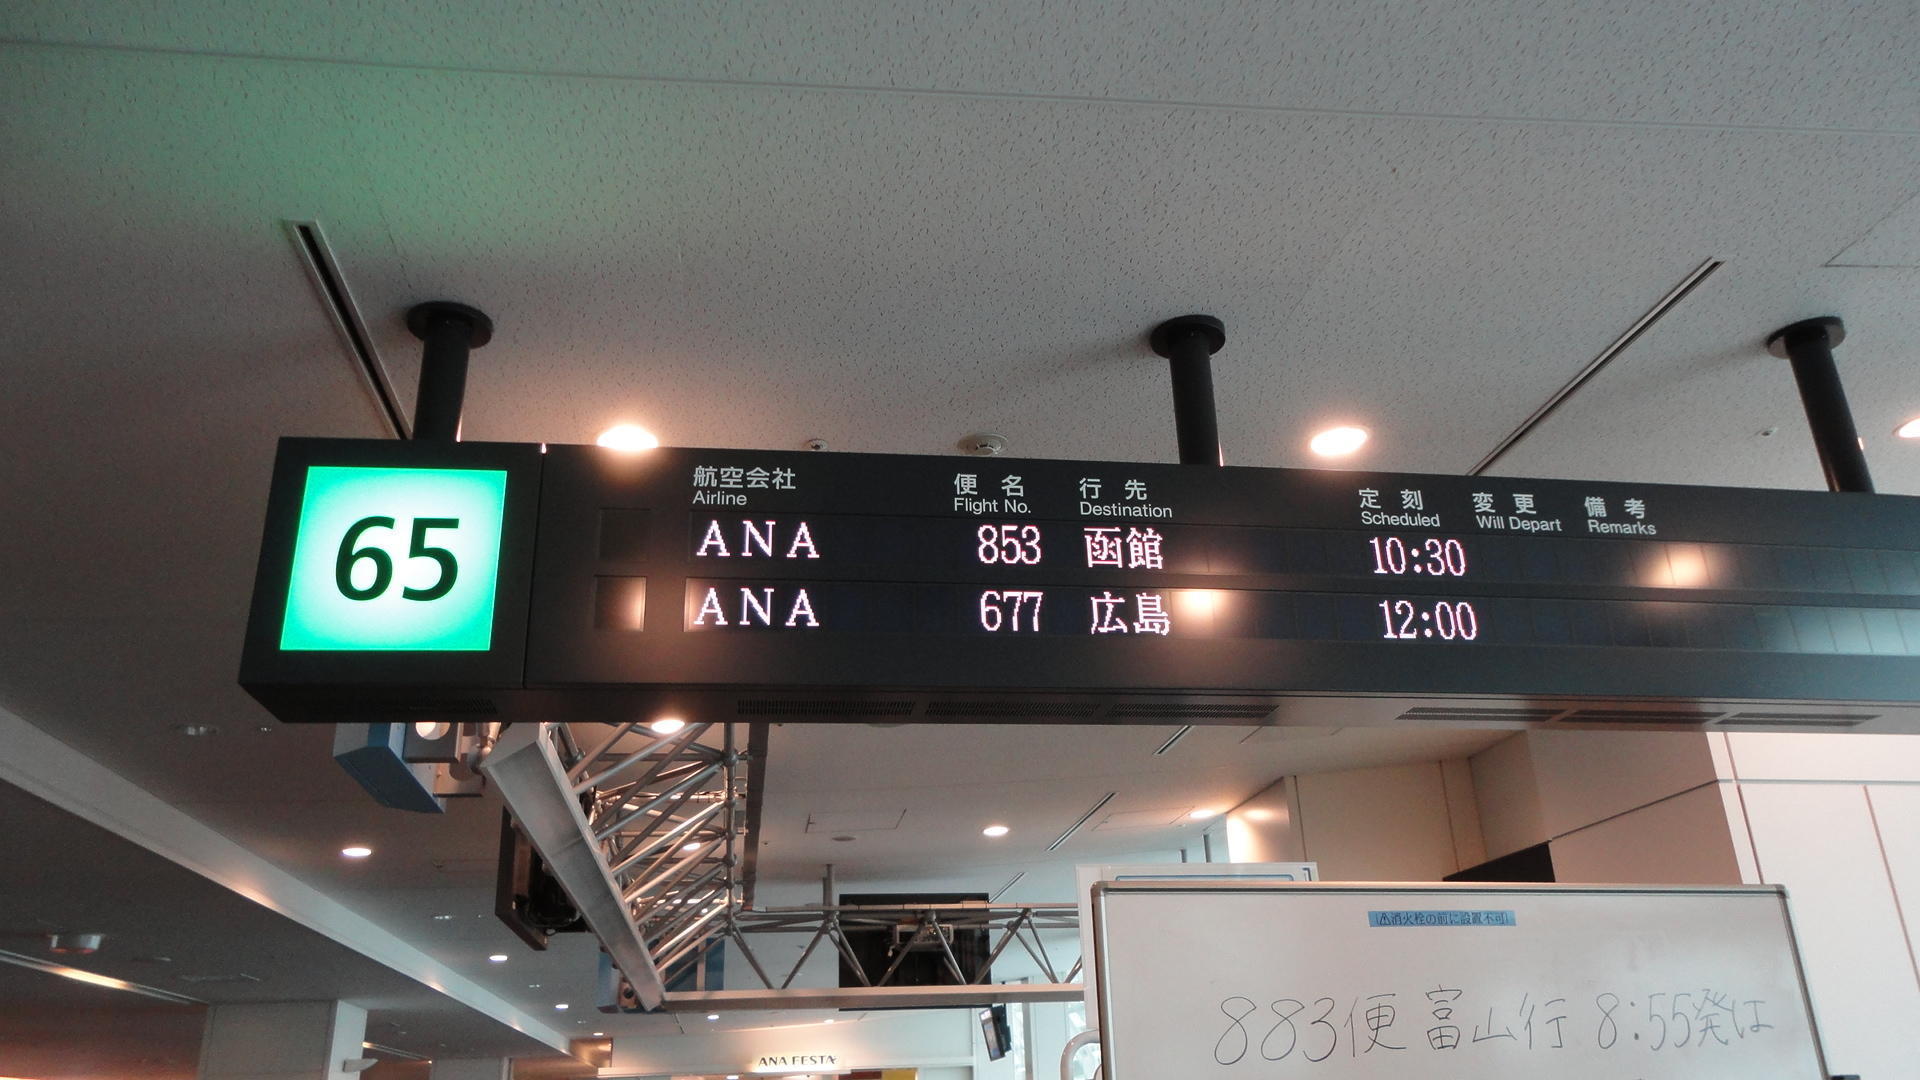 65
航空会社 便名 行先 定刻 変更 備考
Airline Flight No. Destination Scheduled Will Depart Remarks
ANA 853 函館 10:30
ANA 677 広島 12:00
ANA FESTA
⚠消火栓の前に設置不可
883便 富山行 8:55発は